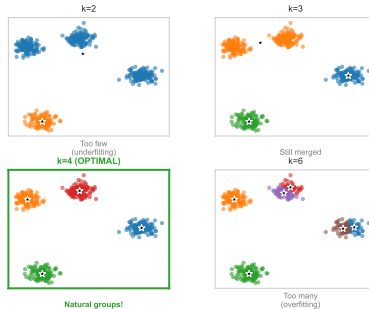 k=2
k=3
Too few
(underfitting)
Still merged
k=4 (OPTIMAL)
k=6
Natural groups!
Too many
(overfitting)